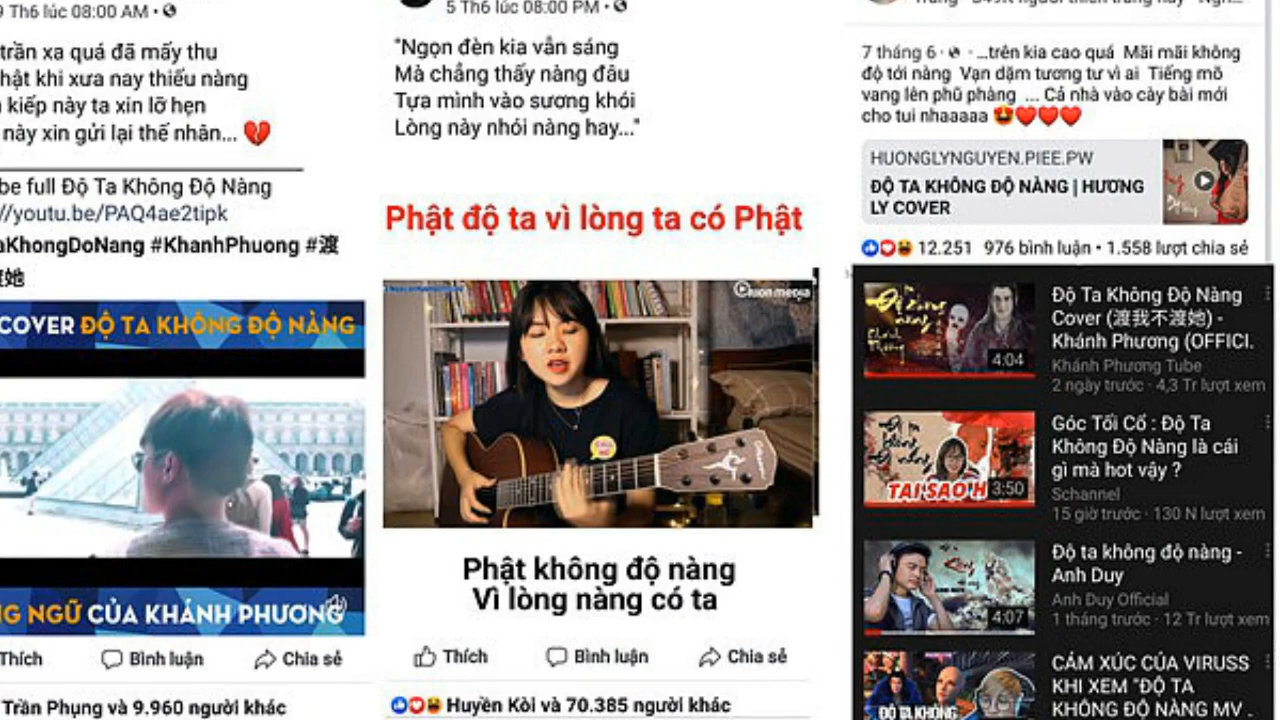 9 Th6 lúc 08:00 AM
trần xa quá đã mấy thu
hật khi xưa nay thiếu nàng
kiếp này ta xin lỡ hẹn
này xin gửi lại thế nhân... 💔
be full Độ Ta Không Độ Nàng
//youtu.be/PAQ4ae2tipk
aKhongDoNang #KhanhPhuong #渡
渡她
COVER ĐỘ TA KHÔNG ĐỘ NÀNG
G NGỮ CỦA KHÁNH PHƯƠNG
Thích Bình luận Chia sẻ
Trần Phụng và 9.960 người khác
5 Th6 lúc 08:00 PM
"Ngọn đèn kia vẫn sáng
Mà chẳng thấy nàng đâu
Tựa mình vào sương khói
Lòng này nhói nàng hay..."
Phật độ ta vì lòng ta có Phật
Phật không độ nàng
Vì lòng nàng có ta
Thích Bình luận Chia sẻ
Huyền Kòi và 70.385 người khác
7 tháng 6 · ...trên kia cao quá Mãi mãi không
độ tới nàng Vạn dặm tương tư vì ai Tiếng mõ
vang lên phũ phàng ... Cả nhà vào cày bài mới
cho tui nhaaaaa 🤩❤️❤️❤️
HUONGLYNGUYEN.PIEE.PW
ĐỘ TA KHÔNG ĐỘ NÀNG | HƯƠNG
LY COVER
12.251 976 bình luận • 1.558 lượt chia sẻ
4:04
Độ Ta Không Độ Nàng
Cover (渡我不渡她) -
Khánh Phương (OFFICI.
Khánh Phương Tube
2 ngày trước · 4,3 Tr lượt xem
TẠI SAO H
3:50
Góc Tối Cổ : Độ Ta
Không Độ Nàng là cái
gì mà hot vậy ?
Schannel
15 giờ trước · 130 N lượt xem
4:07
Độ ta không độ nàng -
Anh Duy
Anh Duy Official
1 tháng trước · 12 Tr lượt xem
ĐỘ TA KHÔNG
CẢM XÚC CỦA VIRUSS
KHI XEM "ĐỘ TA
KHÔNG ĐỘ NÀNG MV .